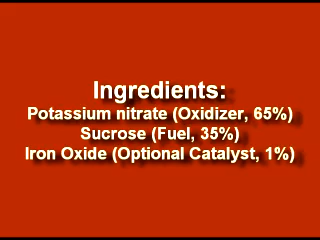 Ingredients:
Potassium nitrate (Oxidizer, 65%)
Sucrose (Fuel, 35%)
Iron Oxide (Optional Catalyst, 1%)